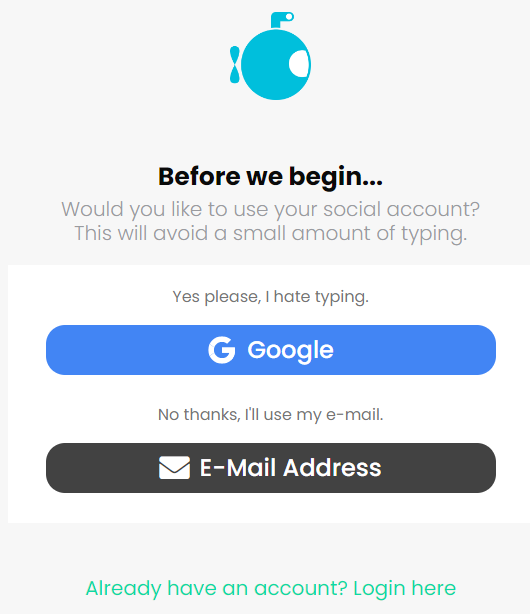 Before we begin...
Would you like to use your social account?
This will avoid a small amount of typing.
Yes please, I hate typing.
Google
No thanks, I'll use my e-mail.
E-Mail Address
Already have an account? Login here